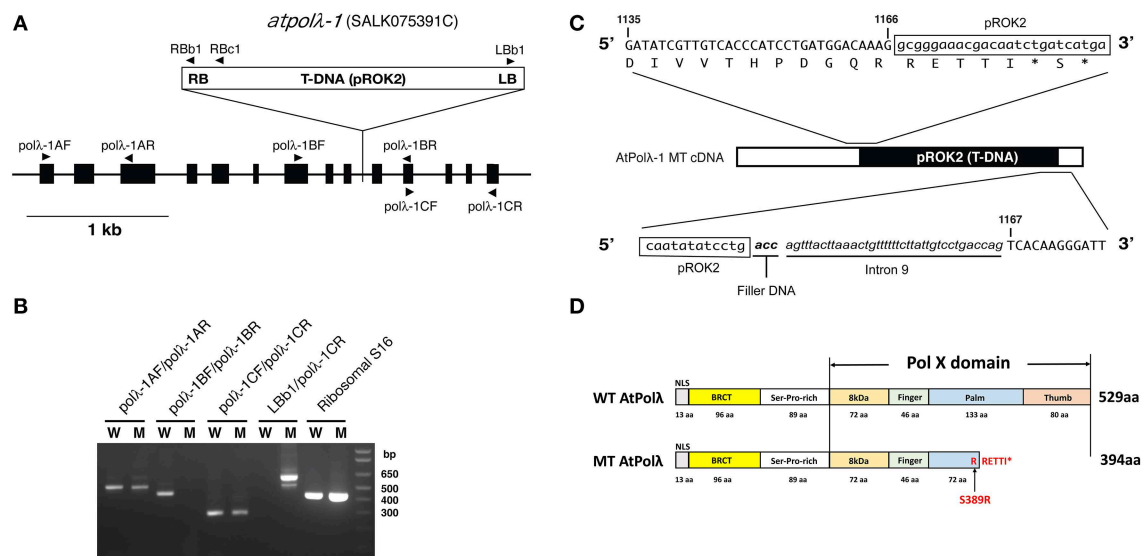 A
atpolλ-1 (SALK075391C)
RBb1 RBc1 LBb1
RB T-DNA (pROK2) LB
polλ-1AF polλ-1AR polλ-1BF polλ-1BR
polλ-1CF polλ-1CR
1 kb
B
polλ-1AF/polλ-1AR
polλ-1BF/polλ-1BR
polλ-1CF/polλ-1CR
LBb1/polλ-1CR
Ribosomal S16
W M W M W M W M W M
bp
650
500
400
300
C
1135 1166 pROK2
5’ GATATCGTTGTCACCCATCCTGATGGACAAAG gcgggaaacgacaatctgatcatga 3’
D I V V T H P D G Q R R E T T I * S *
AtPolλ-1 MT cDNA pROK2 (T-DNA)
1167
5’ caatatatcctg acc agtttacttaaactgtttttcttattgtcctgaccag TCACAAGGGATT 3’
pROK2 Intron 9
Filler DNA
D
Pol X domain
NLS
WT AtPolλ BRCT Ser-Pro-rich 8kDa Finger Palm Thumb 529aa
13 aa 96 aa 89 aa 72 aa 46 aa 133 aa 80 aa
NLS
MT AtPolλ BRCT Ser-Pro-rich 8kDa Finger R RETTI* 394aa
13 aa 96 aa 89 aa 72 aa 46 aa 72 aa
S389R